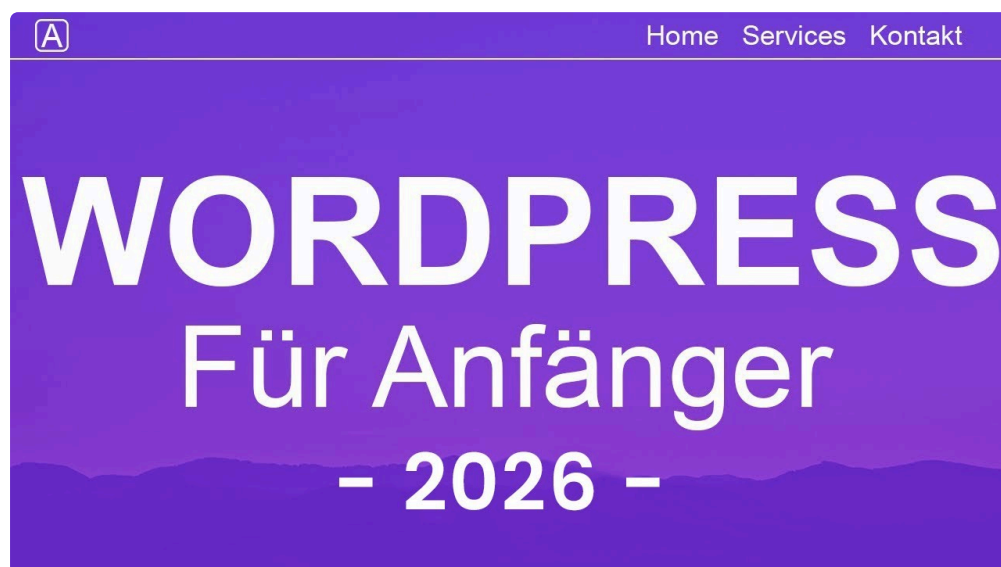 A
Home Services Kontakt
WORDPRESS
Für Anfänger
- 2026 -